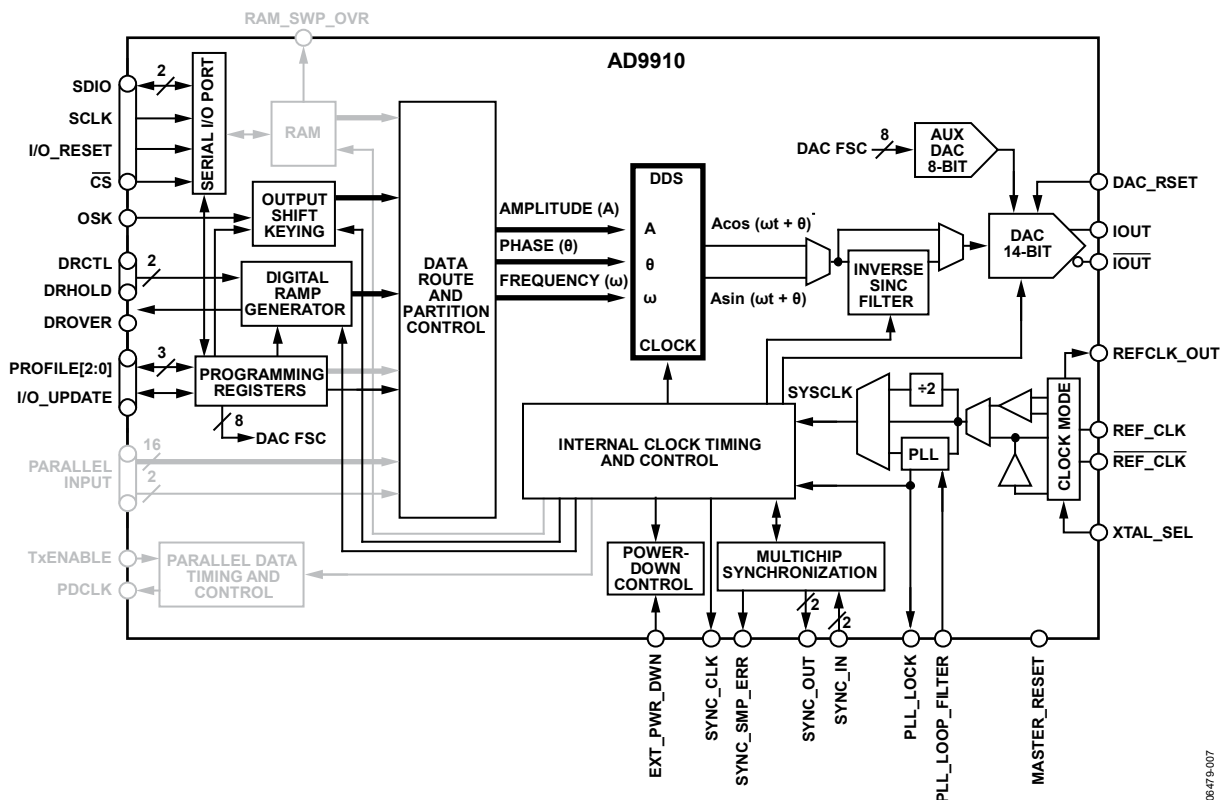 RAM_SWP_OVR
AD9910
SDIO
2
SCLK
I/O_RESET
CS
SERIAL I/O PORT
RAM
OSK
OUTPUT
SHIFT
KEYING
DRCTL
2
DRHOLD
DROVER
DIGITAL
RAMP
GENERATOR
PROFILE[2:0]
3
I/O_UPDATE
PROGRAMMING
REGISTERS
8
DAC FSC
PARALLEL
INPUT
16
2
TxENABLE
PDCLK
PARALLEL DATA
TIMING AND
CONTROL
DATA
ROUTE
AND
PARTITION
CONTROL
AMPLITUDE (A)
PHASE (θ)
FREQUENCY (ω)
DDS
A
θ
ω
CLOCK
Acos (ωt + θ)
Asin (ωt + θ)
INVERSE
SINC
FILTER
DAC FSC
8
AUX
DAC
8-BIT
DAC
14-BIT
DAC_RSET
IOUT
IOUT
REFCLK_OUT
REF_CLK
REF_CLK
XTAL_SEL
CLOCK MODE
÷2
PLL
SYSCLK
INTERNAL CLOCK TIMING
AND CONTROL
POWER-
DOWN
CONTROL
MULTICHIP
SYNCHRONIZATION
2
2
EXT_PWR_DWN
SYNC_CLK
SYNC_SMP_ERR
SYNC_OUT
SYNC_IN
PLL_LOCK
PLL_LOOP_FILTER
MASTER_RESET
06479-007